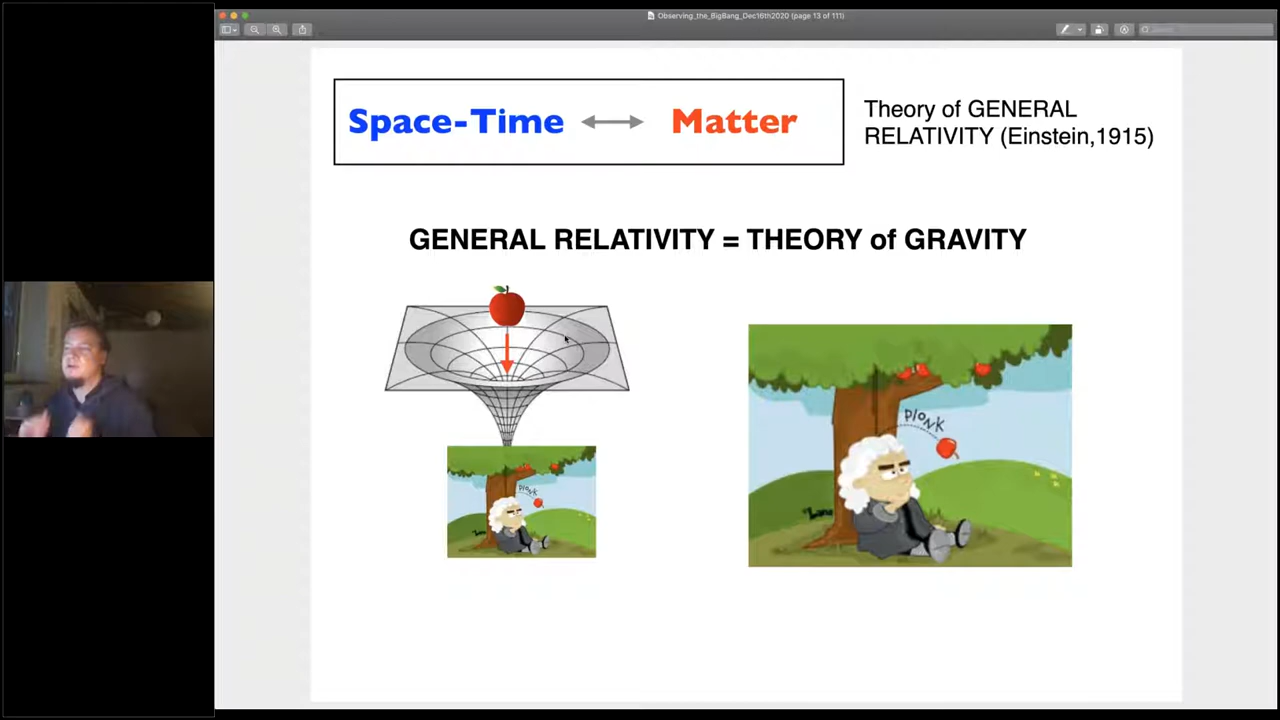 Observing_the_BigBang_Dec16th2020 (page 13 of 111)
Space-Time Matter
Theory of GENERAL
RELATIVITY (Einstein,1915)
GENERAL RELATIVITY = THEORY of GRAVITY
plonk
plonk